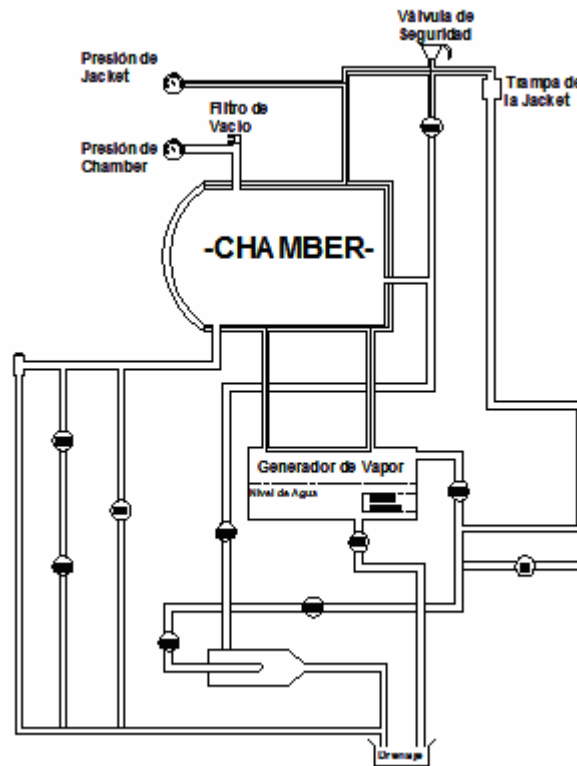 Válvula de
Seguridad
Presión de
Jacket
Trampa de
la Jacket
Filtro de
Vacio
Presión de
Chamber
-CHAMBER-
Generador de Vapor
Nivel de Agua
Drenaje